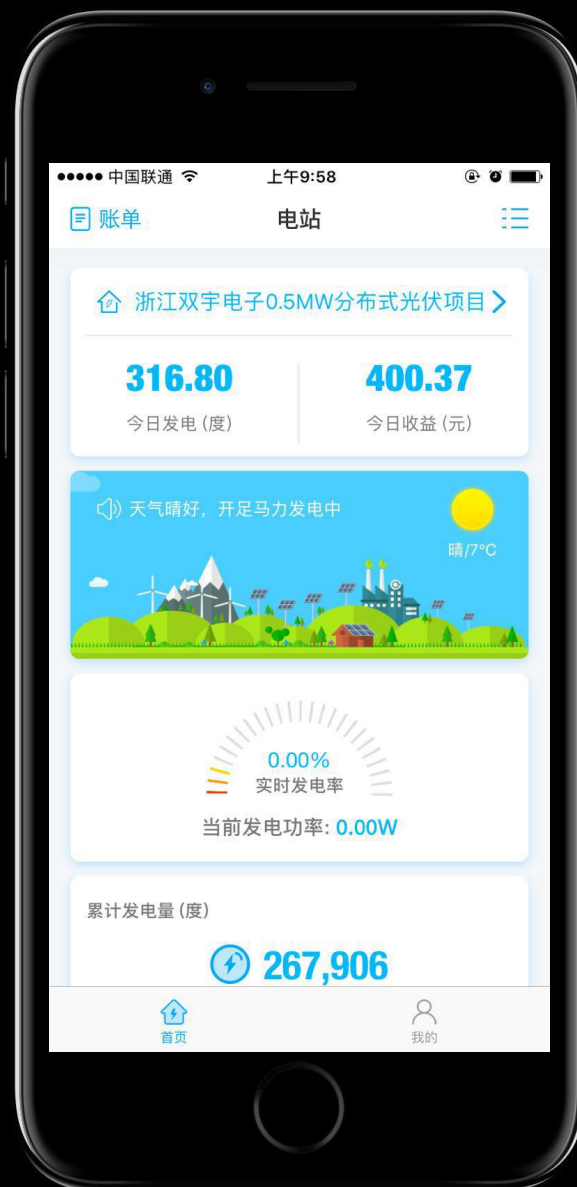 中国联通 上午9:58
账单 电站
浙江双宇电子0.5MW分布式光伏项目
316.80 400.37
今日发电(度) 今日收益(元)
天气晴好，开足马力发电中
晴/7°C
0.00%
实时发电率
当前发电功率: 0.00W
累计发电量(度)
267,906
首页 我的